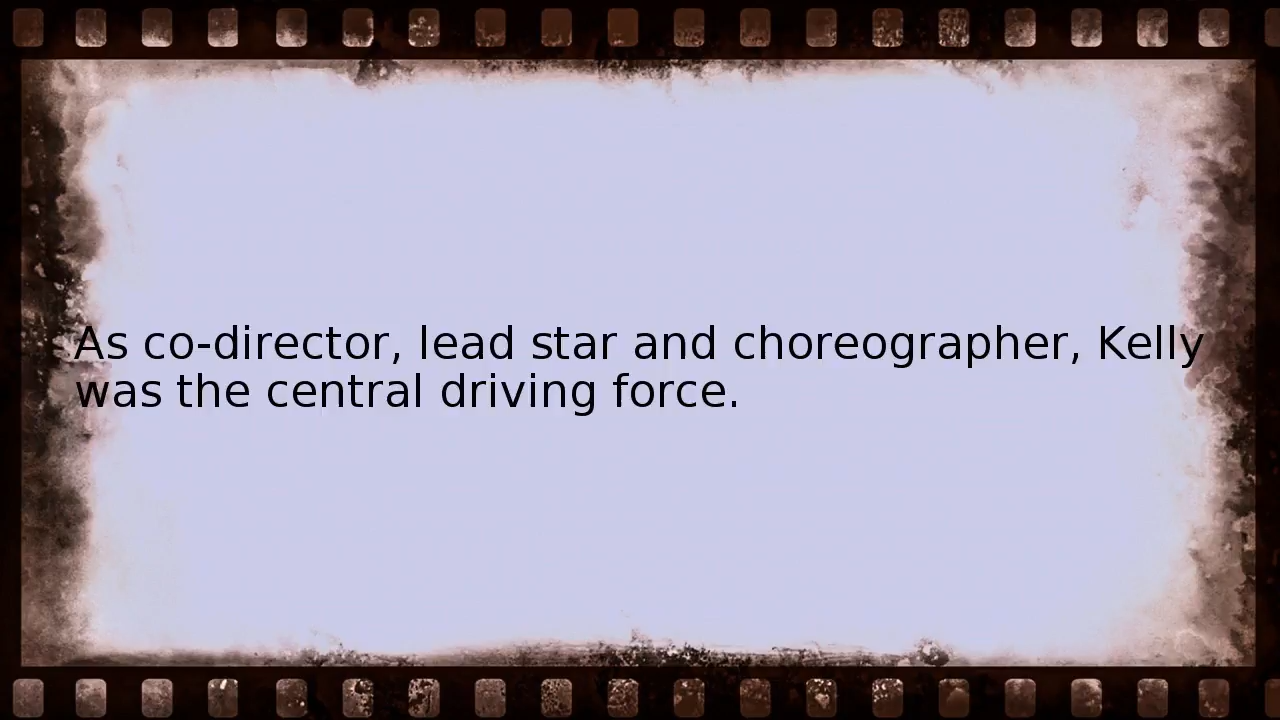 As co-director, lead star and choreographer, Kelly
was the central driving force.